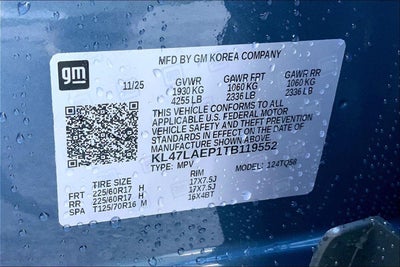 MFD BY GM KOREA COMPANY
gm
11/25
GVWR GAWR FRT GAWR RR
1930 KG 1060 KG 1060 KG
4255 LB 2336 LB 2336 LB
THIS VEHICLE CONFORMS TO ALL
APPLICABLE U.S. FEDERAL MOTOR
VEHICLE SAFETY AND BUMPER
STANDARDS IN EFFECT ON THE DATE
OF MANUFACTURE SHOWN ABOVE.
KL47LAEP1TB119552
TYPE: MPV MODEL: 124TQ58
TIRE SIZE RIM
FRT 225/60R17 H 17X7.5J
RR 225/60R17 H 17X7.5J
SPA T125/70R16 M 16X4BT